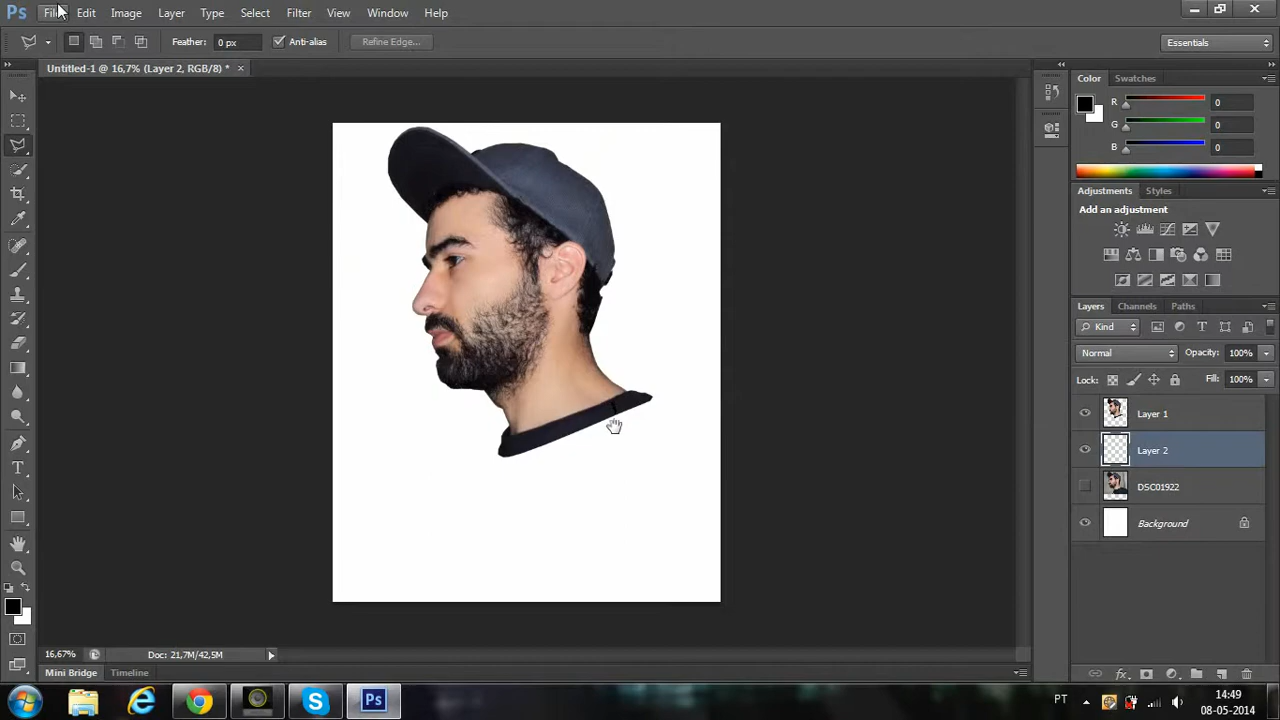 Ps File Edit Image Layer Type Select Filter View Window Help
Feather: 0 px Anti-alias Refine Edge... Essentials
Untitled-1 @ 16,7% (Layer 2, RGB/8) * ×
Color Swatches
R 0
G 0
B 0
Adjustments Styles
Add an adjustment
Layers Channels Paths
Kind
Normal Opacity: 100%
Lock: Fill: 100%
Layer 1
Layer 2
DSC01922
Background
16,67% Doc: 21,7M/42,5M
Mini Bridge Timeline
Ps PT 14:49
08-05-2014